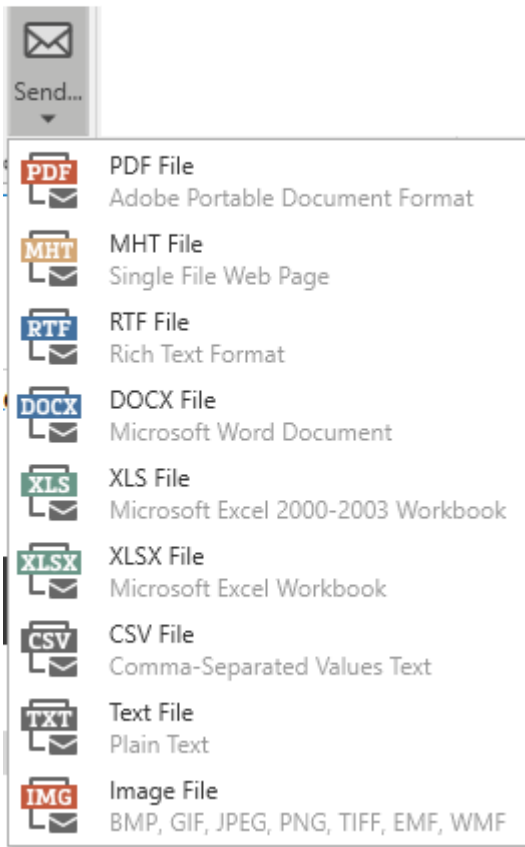 Send...
PDF
PDF File
Adobe Portable Document Format
MHT
MHT File
Single File Web Page
RTF
RTF File
Rich Text Format
DOCX
DOCX File
Microsoft Word Document
XLS
XLS File
Microsoft Excel 2000-2003 Workbook
XLSX
XLSX File
Microsoft Excel Workbook
CSV
CSV File
Comma-Separated Values Text
TXT
Text File
Plain Text
IMG
Image File
BMP, GIF, JPEG, PNG, TIFF, EMF, WMF